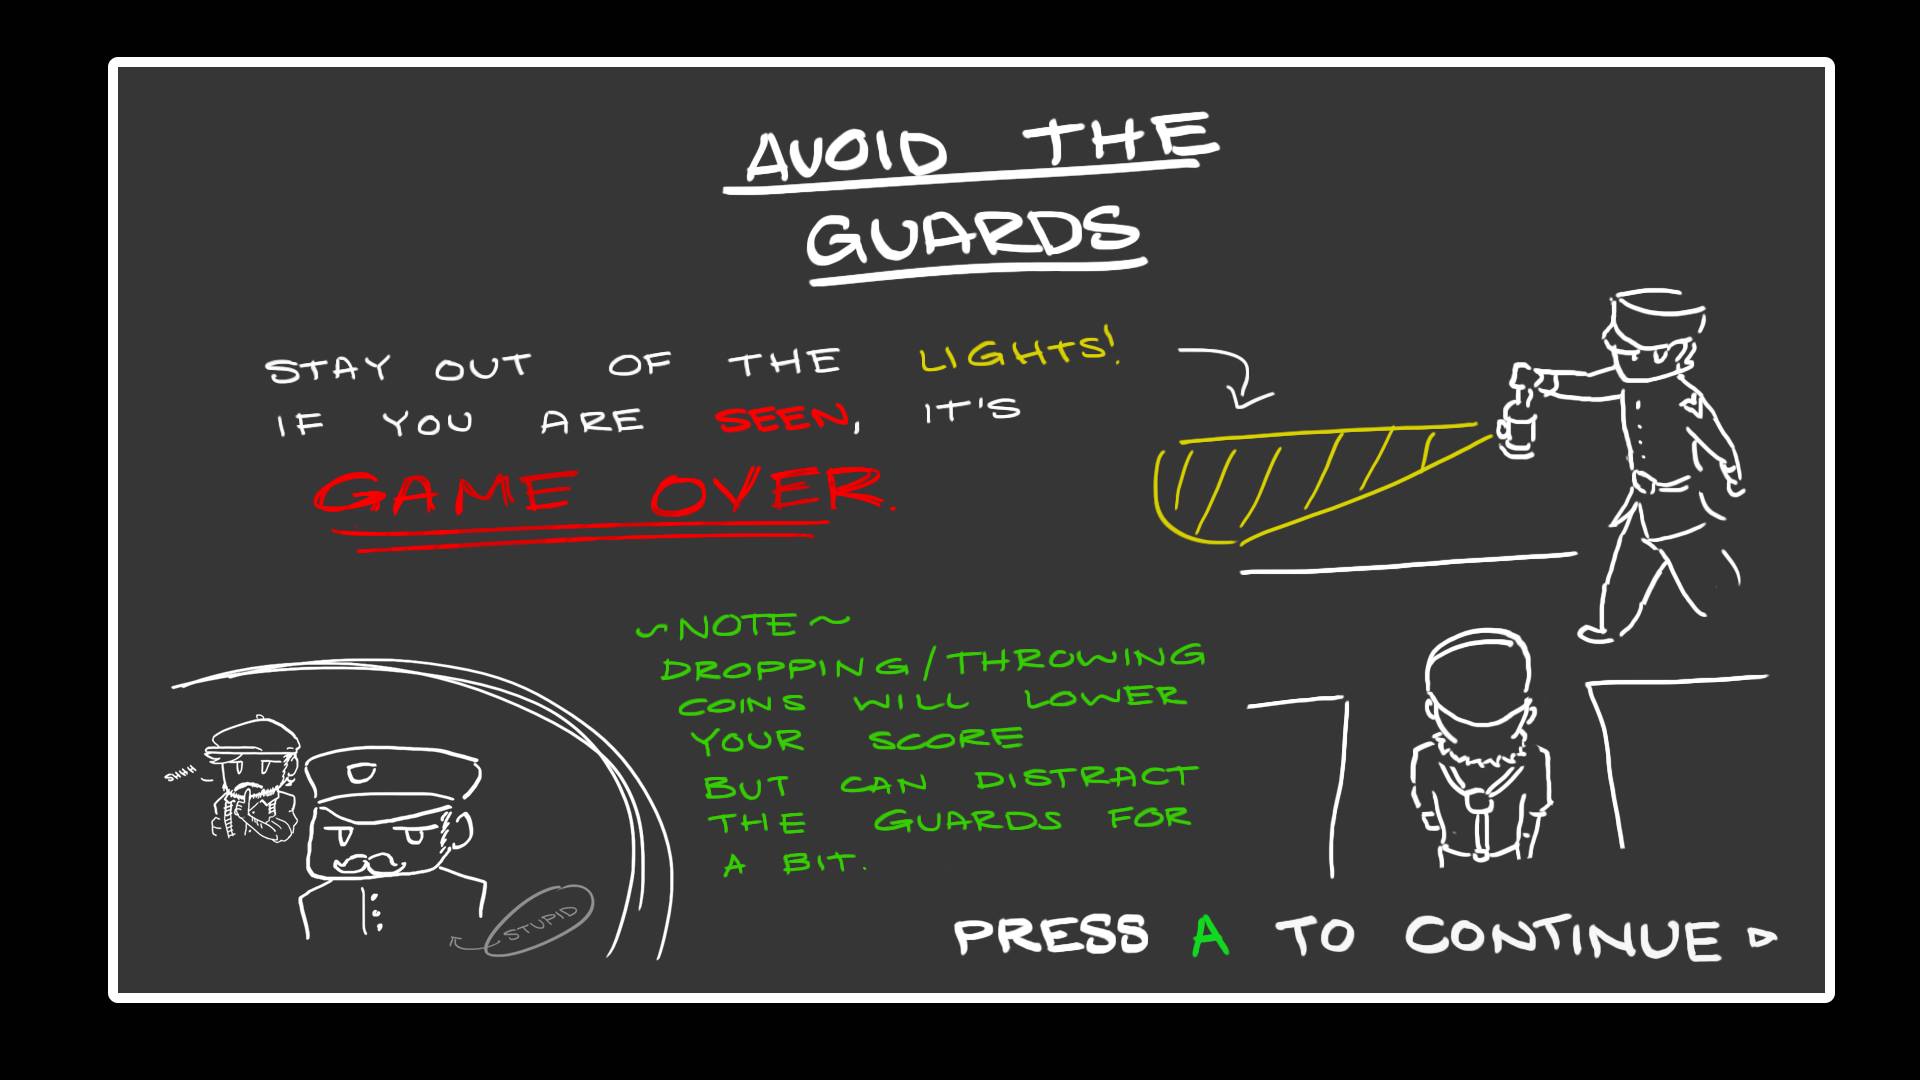 AVOID THE
GUARDS
STAY OUT OF THE LIGHTS!
IF YOU ARE SEEN, IT'S
GAME OVER.
~NOTE~
DROPPING/THROWING
COINS WILL LOWER
YOUR SCORE
BUT CAN DISTRACT
THE GUARDS FOR
A BIT.
SHHH
STUPID
PRESS A TO CONTINUE